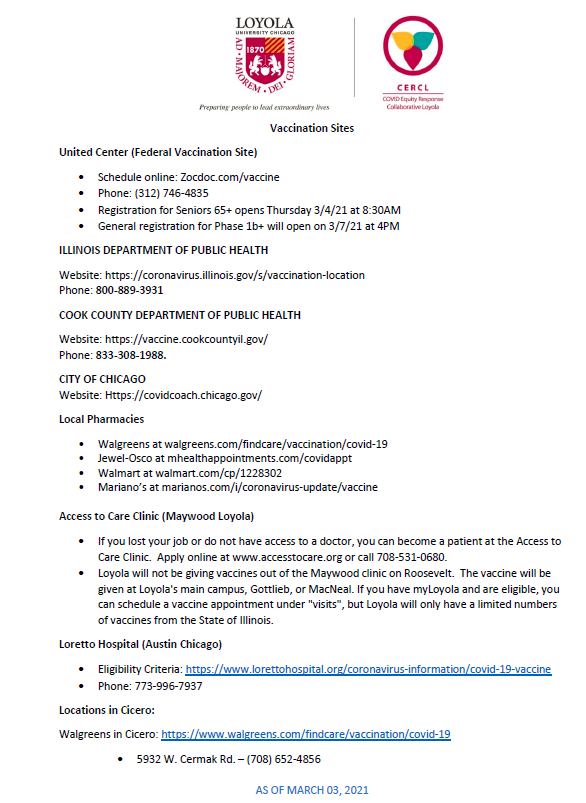 LOYOLA
UNIVERSITY CHICAGO
1870
AD • MAJOREM • DEI • GLORIAM
Preparing people to lead extraordinary lives
CERCL
COVID Equity Response
Collaborative Loyola
Vaccination Sites
United Center (Federal Vaccination Site)
• Schedule online: Zocdoc.com/vaccine
• Phone: (312) 746-4835
• Registration for Seniors 65+ opens Thursday 3/4/21 at 8:30AM
• General registration for Phase 1b+ will open on 3/7/21 at 4PM
ILLINOIS DEPARTMENT OF PUBLIC HEALTH
Website: https://coronavirus.illinois.gov/s/vaccination-location
Phone: 800-889-3931
COOK COUNTY DEPARTMENT OF PUBLIC HEALTH
Website: https://vaccine.cookcountyil.gov/
Phone: 833-308-1988.
CITY OF CHICAGO
Website: Https://covidcoach.chicago.gov/
Local Pharmacies
• Walgreens at walgreens.com/findcare/vaccination/covid-19
• Jewel-Osco at mhealthappointments.com/covidappt
• Walmart at walmart.com/cp/1228302
• Mariano’s at marianos.com/i/coronavirus-update/vaccine
Access to Care Clinic (Maywood Loyola)
• If you lost your job or do not have access to a doctor, you can become a patient at the Access to
Care Clinic.  Apply online at www.accesstocare.org or call 708-531-0680.
• Loyola will not be giving vaccines out of the Maywood clinic on Roosevelt.  The vaccine will be
given at Loyola's main campus, Gottlieb, or MacNeal. If you have myLoyola and are eligible, you
can schedule a vaccine appointment under "visits", but Loyola will only have a limited numbers
of vaccines from the State of Illinois.
Loretto Hospital (Austin Chicago)
• Eligibility Criteria: https://www.lorettohospital.org/coronavirus-information/covid-19-vaccine
• Phone: 773-996-7937
Locations in Cicero:
Walgreens in Cicero: https://www.walgreens.com/findcare/vaccination/covid-19
• 5932 W. Cermak Rd. – (708) 652-4856
AS OF MARCH 03, 2021